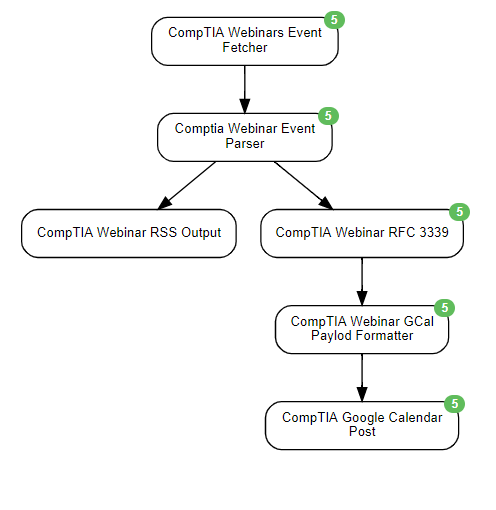 5
CompTIA Webinars Event
Fetcher
5
Comptia Webinar Event
Parser
CompTIA Webinar RSS Output
5
CompTIA Webinar RFC 3339
5
CompTIA Webinar GCal
Paylod Formatter
5
CompTIA Google Calendar
Post